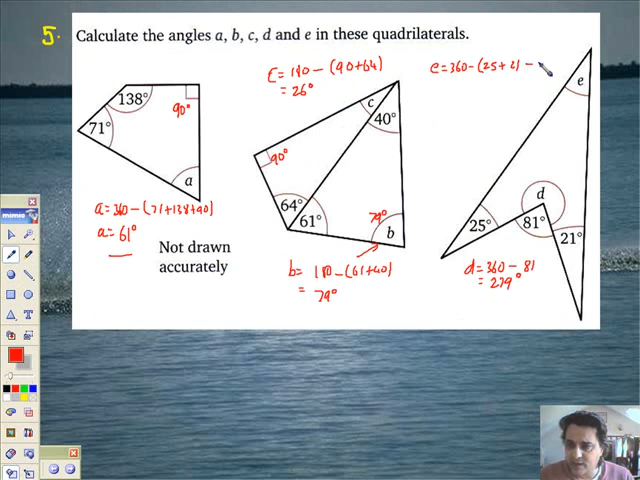 5. Calculate the angles a, b, c, d and e in these quadrilaterals.
138°
90°
71°
a
a = 360 - (71+138+90)
a = 61°
Not drawn
accurately
c = 180 - (90+64)
= 26°
c
40°
90°
64°
61°
79°
b
b = 180 - (61+40)
= 79°
e = 360 - (25 + 21 -
e
d
25°
81°
21°
d = 360 - 81
= 279°
mimio